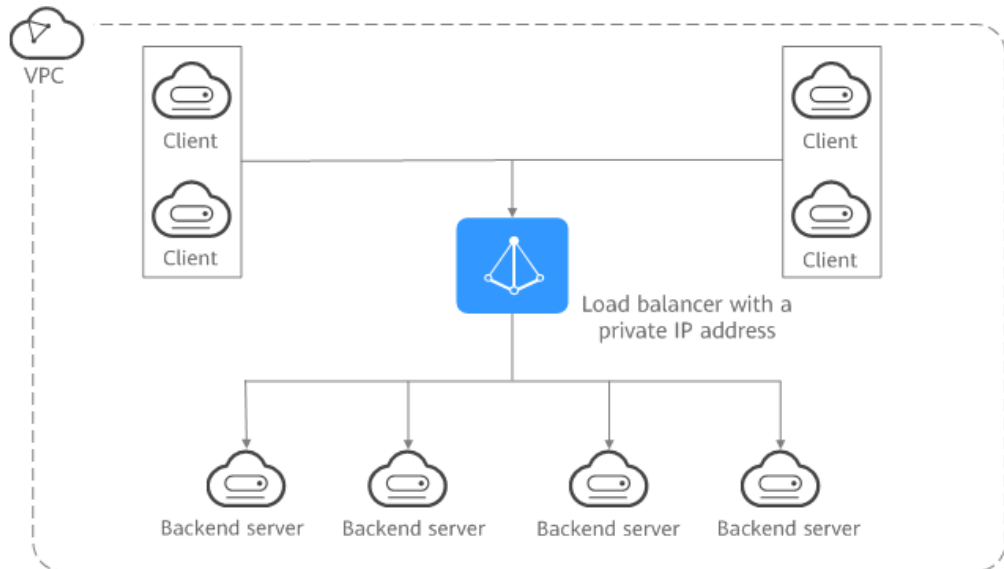 VPC
Client
Client
Client
Client
Load balancer with a
private IP address
Backend server
Backend server
Backend server
Backend server